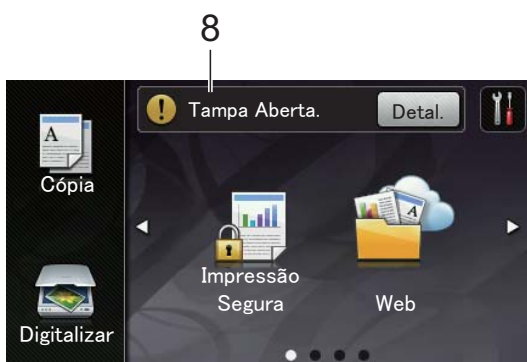 8
Tampa Aberta.
Detal.
Cópia
Impressão
Segura
Web
Digitalizar